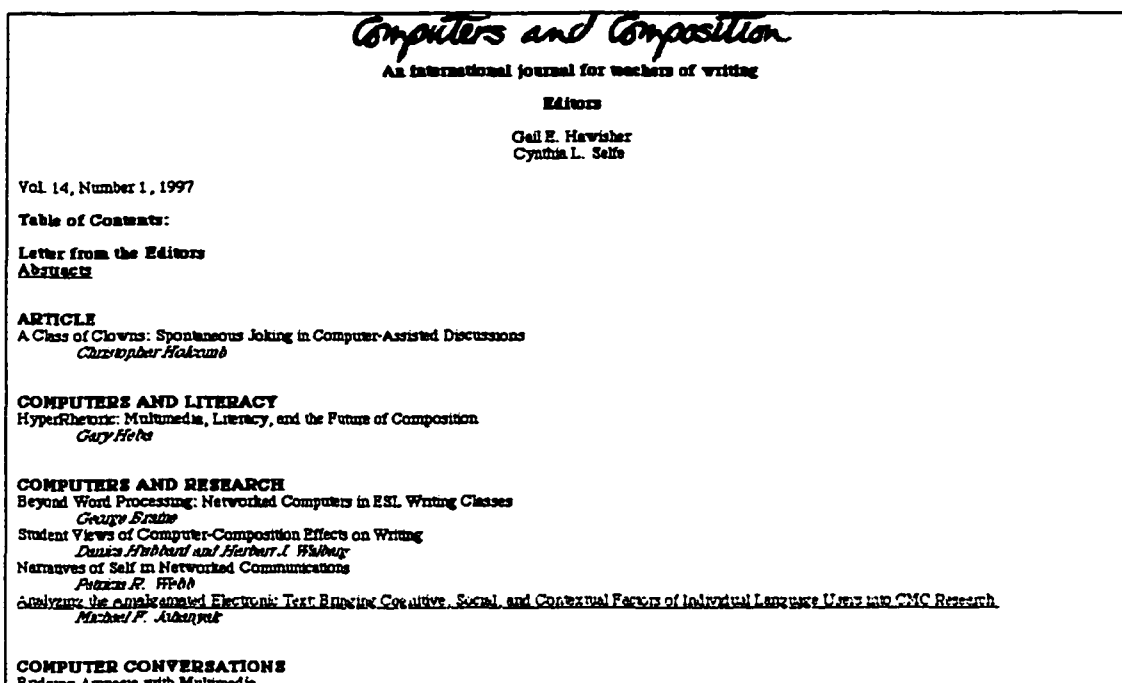 Computers and Composition
An international journal for teachers of writing
Editors
Gail E. Hawisher
Cynthia L. Selfe
Vol. 14, Number 1, 1997
Table of Contents:
Letter from the Editors
Abstracts
ARTICLE
A Class of Clowns: Spontaneous Joking in Computer-Assisted Discussions
Christopher
COMPUTERS AND LITERACY
HyperRhetoric: Multimedia, Literacy, and the Future of Composition
Gary
COMPUTERS AND RESEARCH
Beyond Word Processing: Networked Computers in ESL Writing Classes
George Braine
Student Views of Computer-Composition Effects on Writing
Hubbard and Herbert J.
Narratives of Self in Networked Communications
Patricia R. Webb
Analyzing the Amalgamated Electronic Text: Bringing Cognitive, Social, and Contextual Factors of Individual Language Users into CMC Research
Michael F.
COMPUTER CONVERSATIONS
with Multimedia